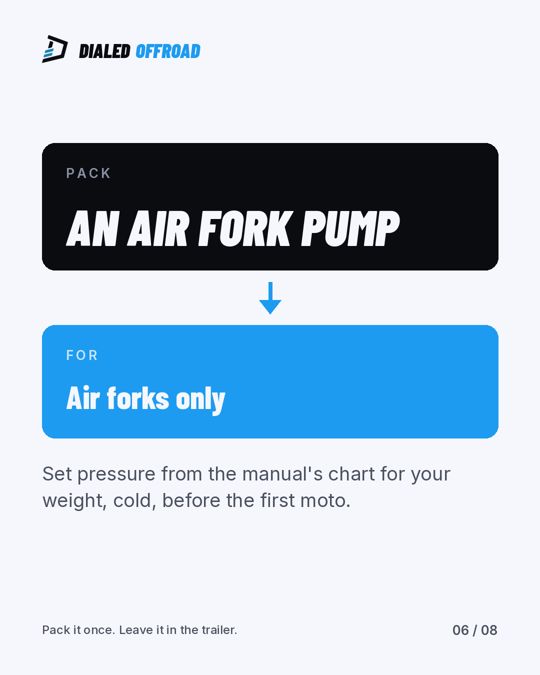 DIALED OFFROAD
PACK
AN AIR FORK PUMP
FOR
Air forks only
Set pressure from the manual's chart for your
weight, cold, before the first moto.
Pack it once. Leave it in the trailer.
06 / 08